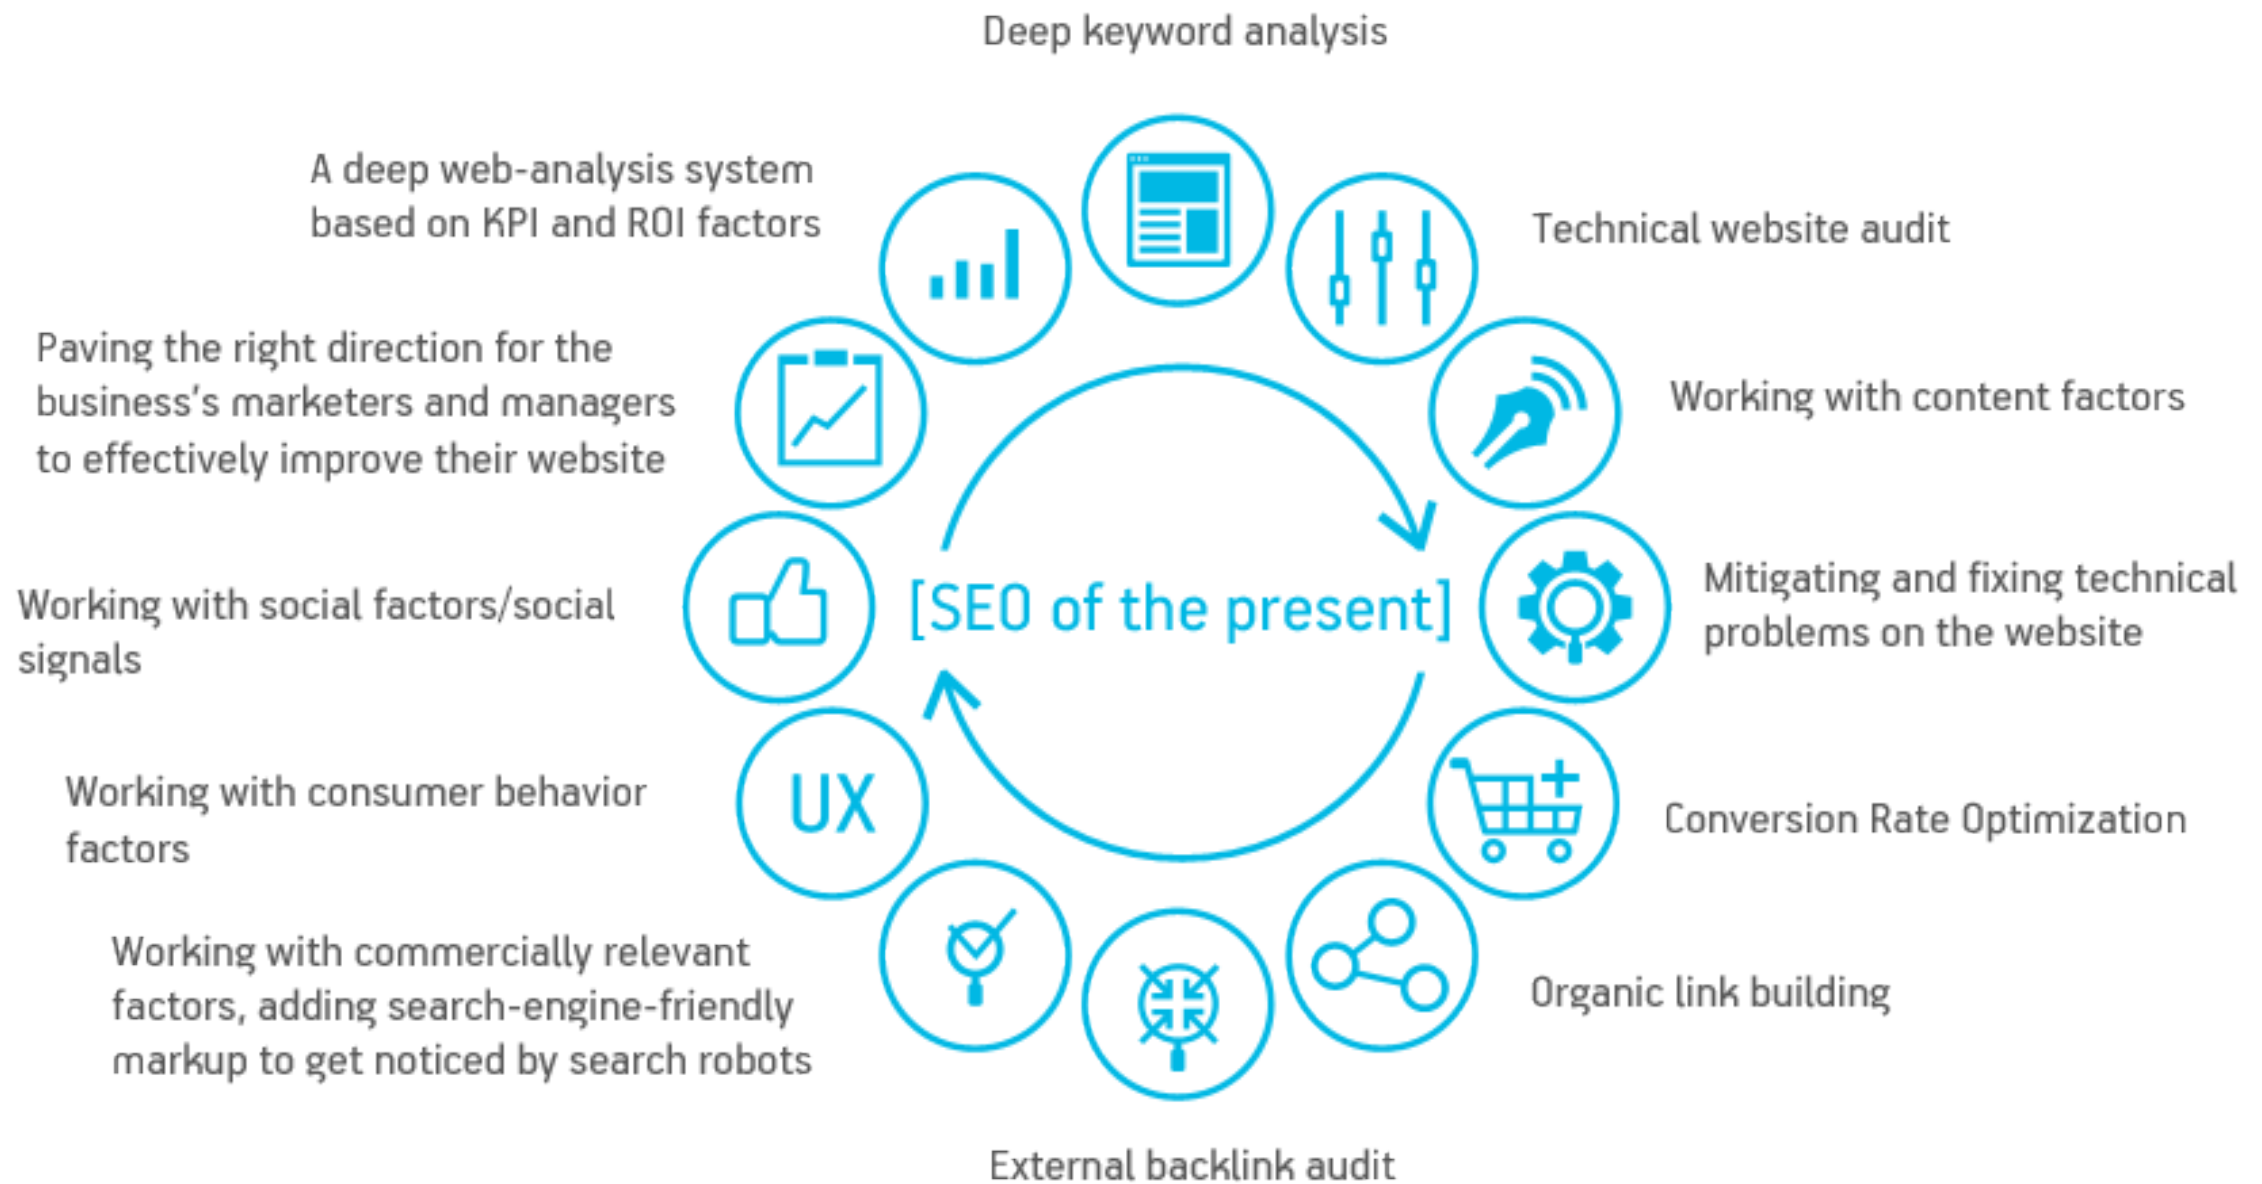 Deep keyword analysis
A deep web-analysis system
based on KPI and ROI factors
Technical website audit
Paving the right direction for the
business's marketers and managers
to effectively improve their website
Working with content factors
Working with social factors/social
signals
[SEO of the present]
Mitigating and fixing technical
problems on the website
Working with consumer behavior
factors
UX
Conversion Rate Optimization
Working with commercially relevant
factors, adding search-engine-friendly
markup to get noticed by search robots
Organic link building
External backlink audit